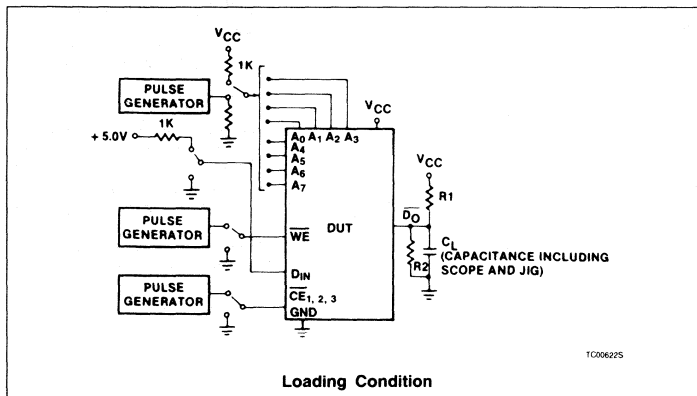 VCC
1K
PULSE
GENERATOR
VCC
+ 5.0V
1K
A0 A1 A2 A3
A4
A5
A6
A7
VCC
R1
DO
PULSE
GENERATOR
WE
DUT
CL
(CAPACITANCE INCLUDING
SCOPE AND JIG)
R2
DIN
PULSE
GENERATOR
CE1, 2, 3
GND
TC00622S
Loading Condition